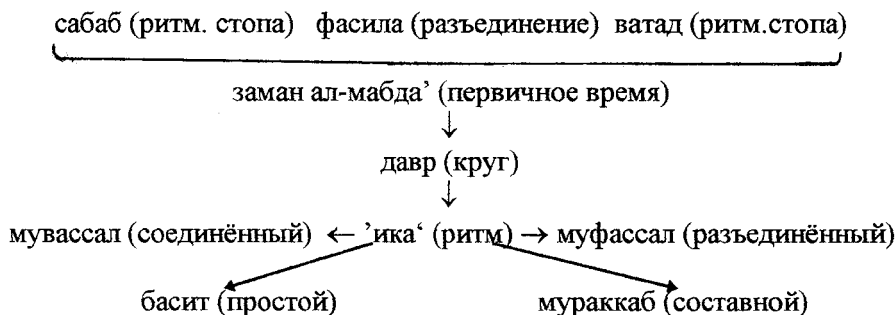 сабаб (ритм. стопа) фасила (разъединение) ватад (ритм.стопа)
заман ал-мабда’ (первичное время)
↓
давр (круг)
↓
мувассал (соединённый) ← ’ика‘ (ритм) → муфассал (разъединённый)
басит (простой) мураккаб (составной)